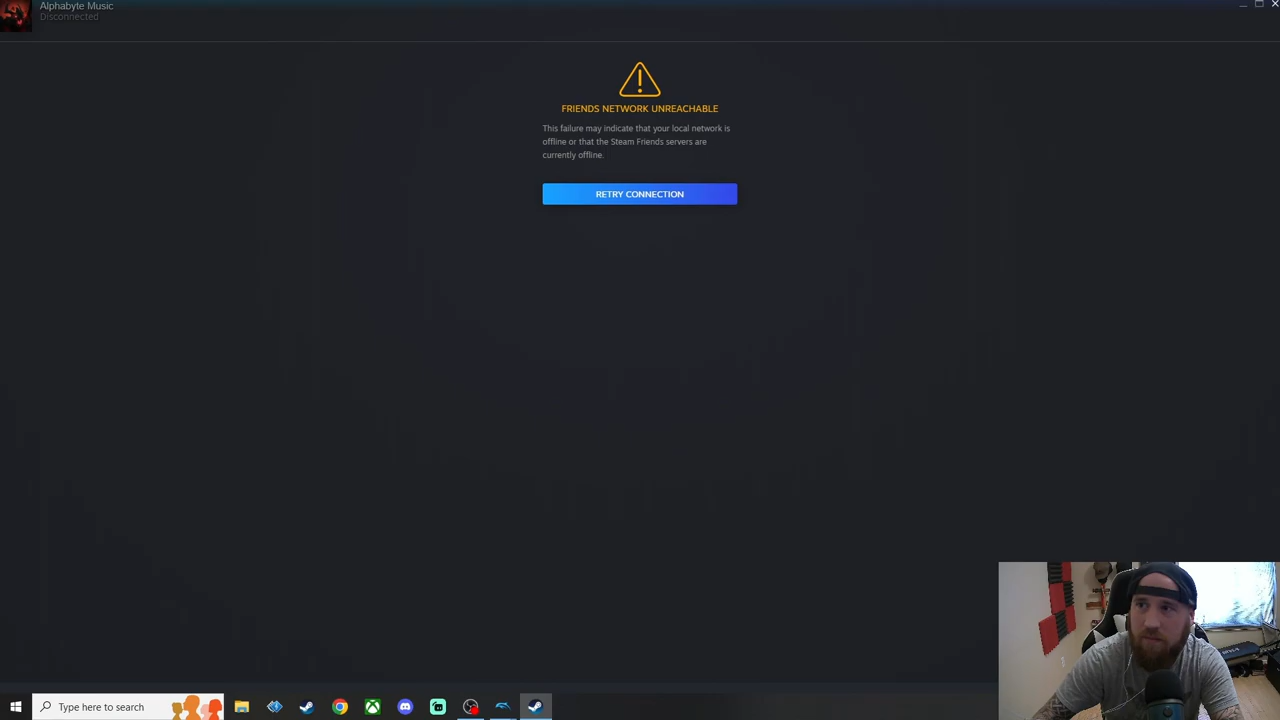 Alphabyte Music
Disconnected
FRIENDS NETWORK UNREACHABLE
This failure may indicate that your local network is
offline or that the Steam Friends servers are
currently offline.
RETRY CONNECTION
Type here to search